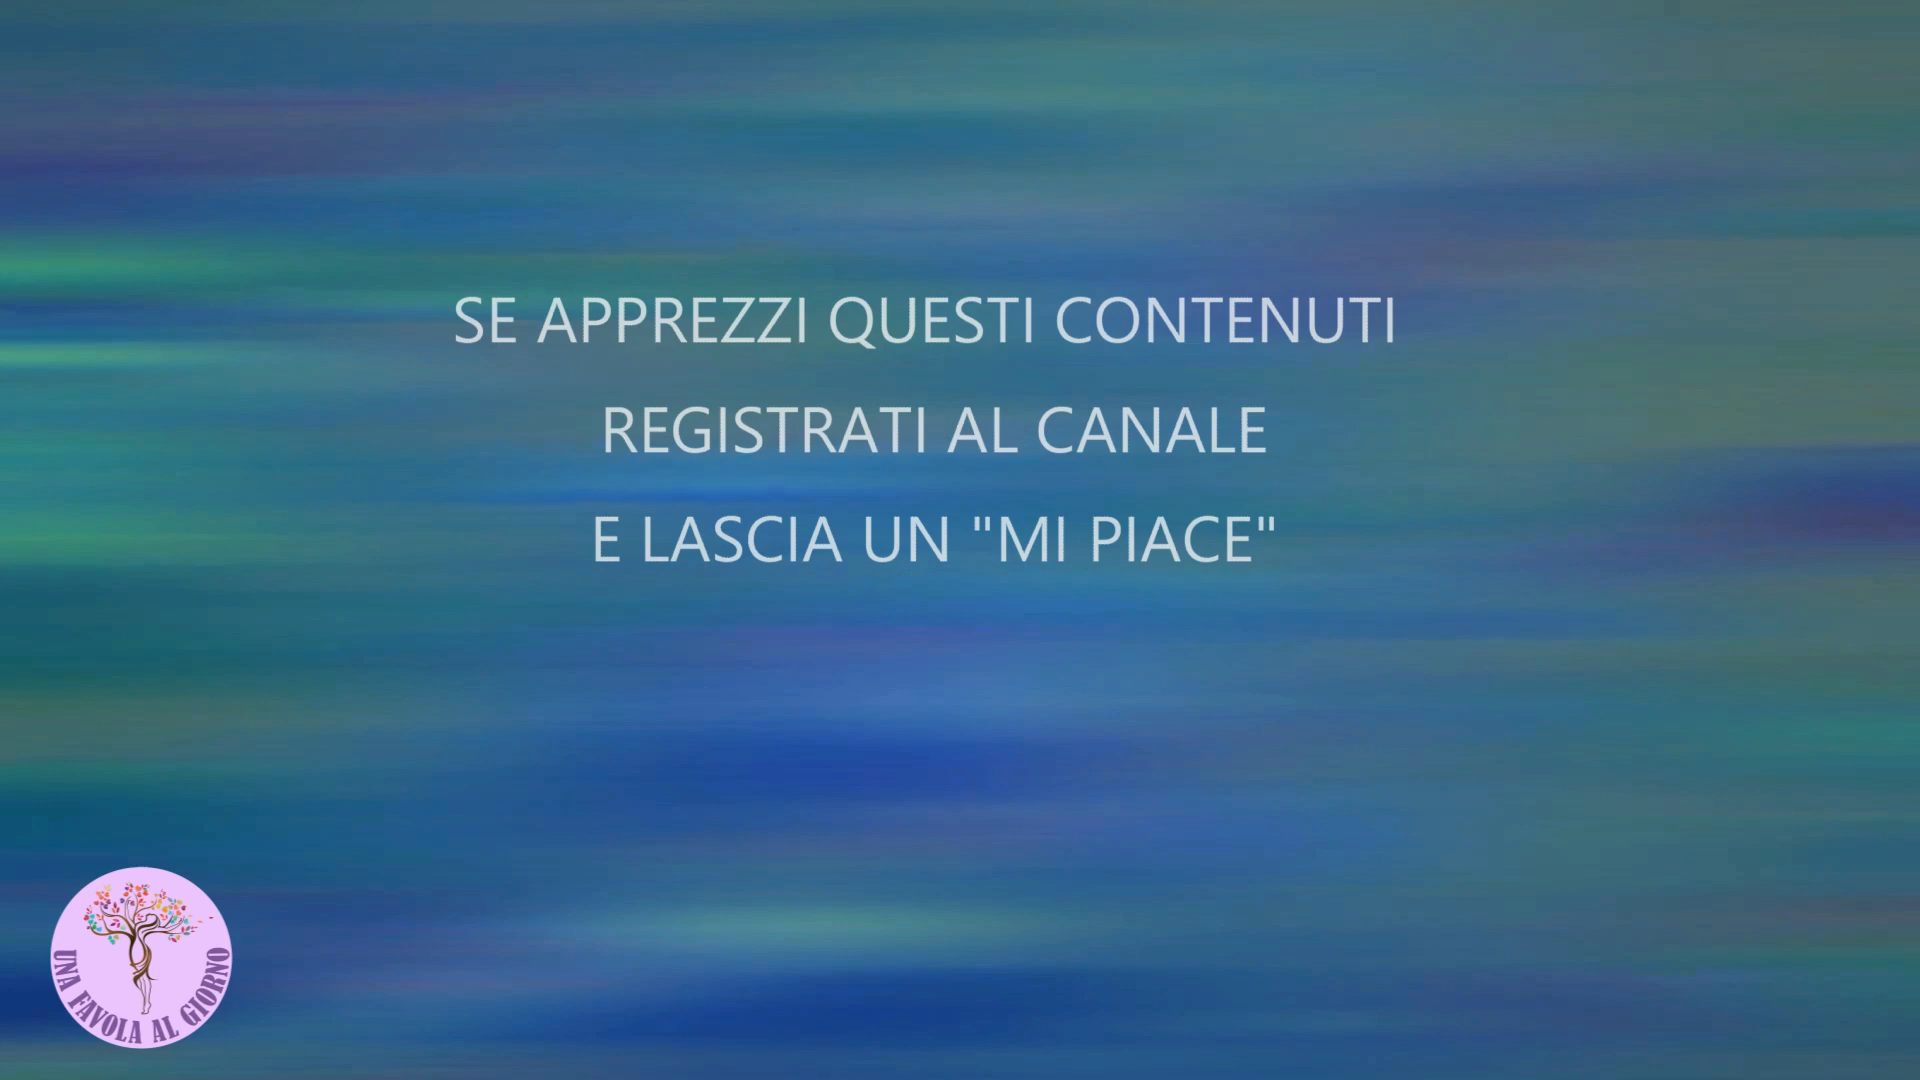 SE APPREZZI QUESTI CONTENUTI
REGISTRATI AL CANALE
E LASCIA UN "MI PIACE"
UNA FAVOLA AL GIORNO